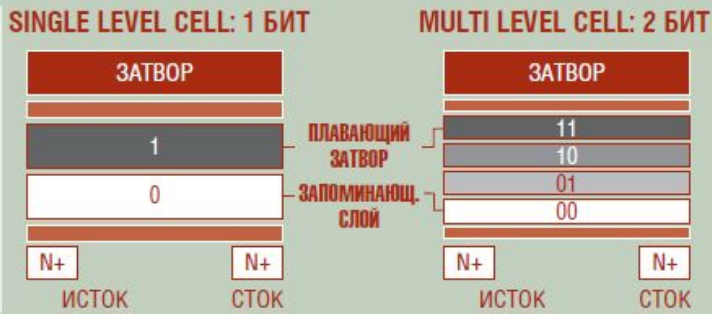 SINGLE LEVEL CELL: 1 БИТ
ЗАТВОР
1
0
N+ N+
ИСТОК СТОК
ПЛАВАЮЩИЙ
ЗАТВОР
ЗАПОМИНАЮЩ.
СЛОЙ
MULTI LEVEL CELL: 2 БИТ
ЗАТВОР
11
10
01
00
N+ N+
ИСТОК СТОК